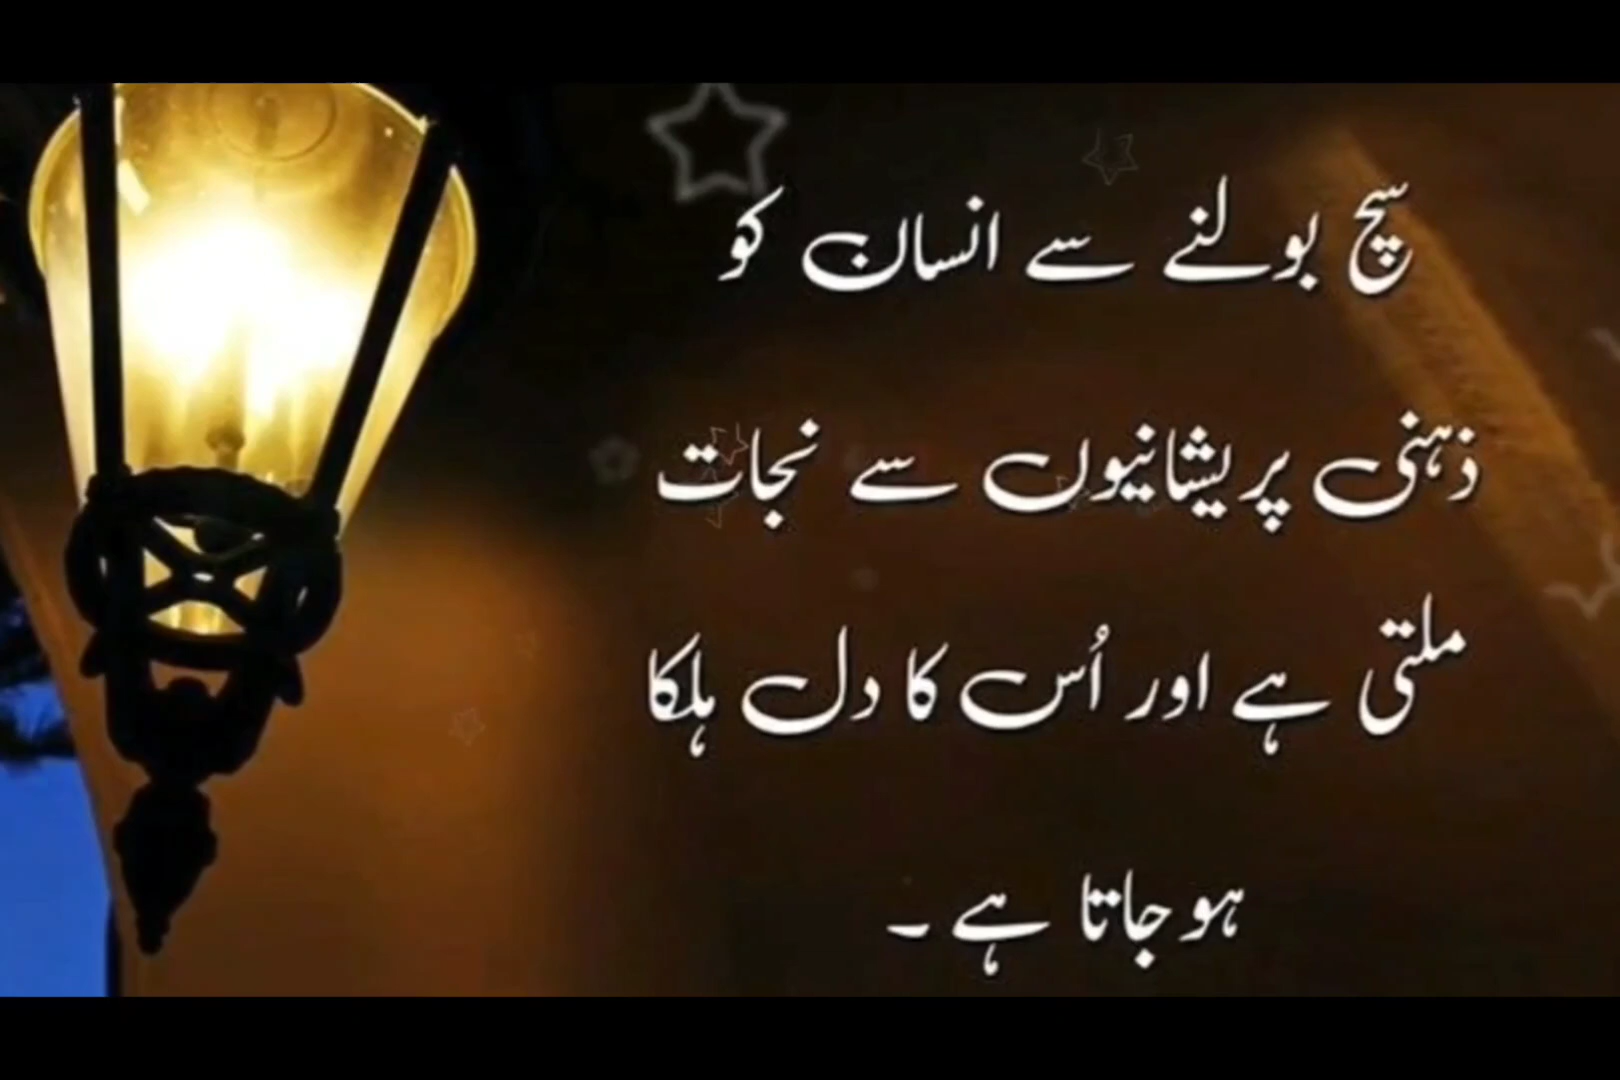 سچ بولنے سے انسان کو
ذہنی پریشانیوں سے نجات
ملتی ہے اور اُس کا دل ہلکا
ہو جاتا ہے ۔